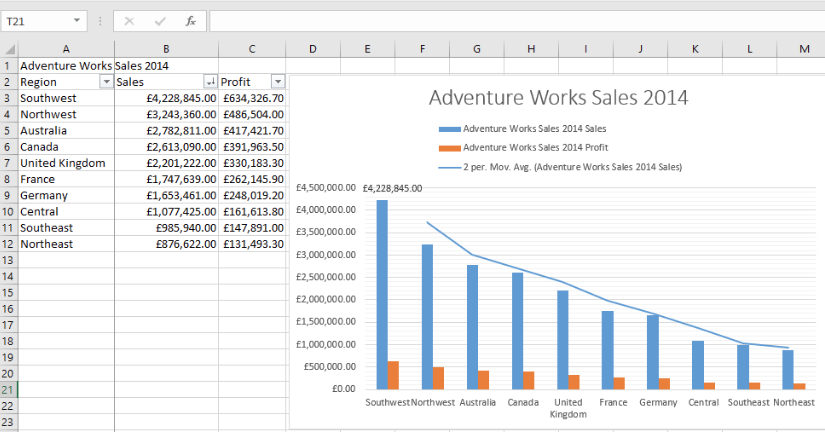 T21
fx
A B C D E F G H I J K L M
1 Adventure Works Sales 2014
2 Region Sales Profit
3 Southwest £4,228,845.00 £634,326.70
4 Northwest £3,243,360.00 £486,504.00
5 Australia £2,782,811.00 £417,421.70
6 Canada £2,613,090.00 £391,963.50
7 United Kingdom £2,201,222.00 £330,183.30
8 France £1,747,639.00 £262,145.90
9 Germany £1,653,461.00 £248,019.20
10 Central £1,077,425.00 £161,613.80
11 Southeast £985,940.00 £147,891.00
12 Northeast £876,622.00 £131,493.30
13
14
15
16
17
18
19
20
21
22
23
Adventure Works Sales 2014
Adventure Works Sales 2014 Sales
Adventure Works Sales 2014 Profit
2 per. Mov. Avg. (Adventure Works Sales 2014 Sales)
£4,500,000.00 £4,228,845.00
£4,000,000.00
£3,500,000.00
£3,000,000.00
£2,500,000.00
£2,000,000.00
£1,500,000.00
£1,000,000.00
£500,000.00
£0.00
Southwest Northwest Australia Canada United France Germany Central Southeast Northeast
Kingdom